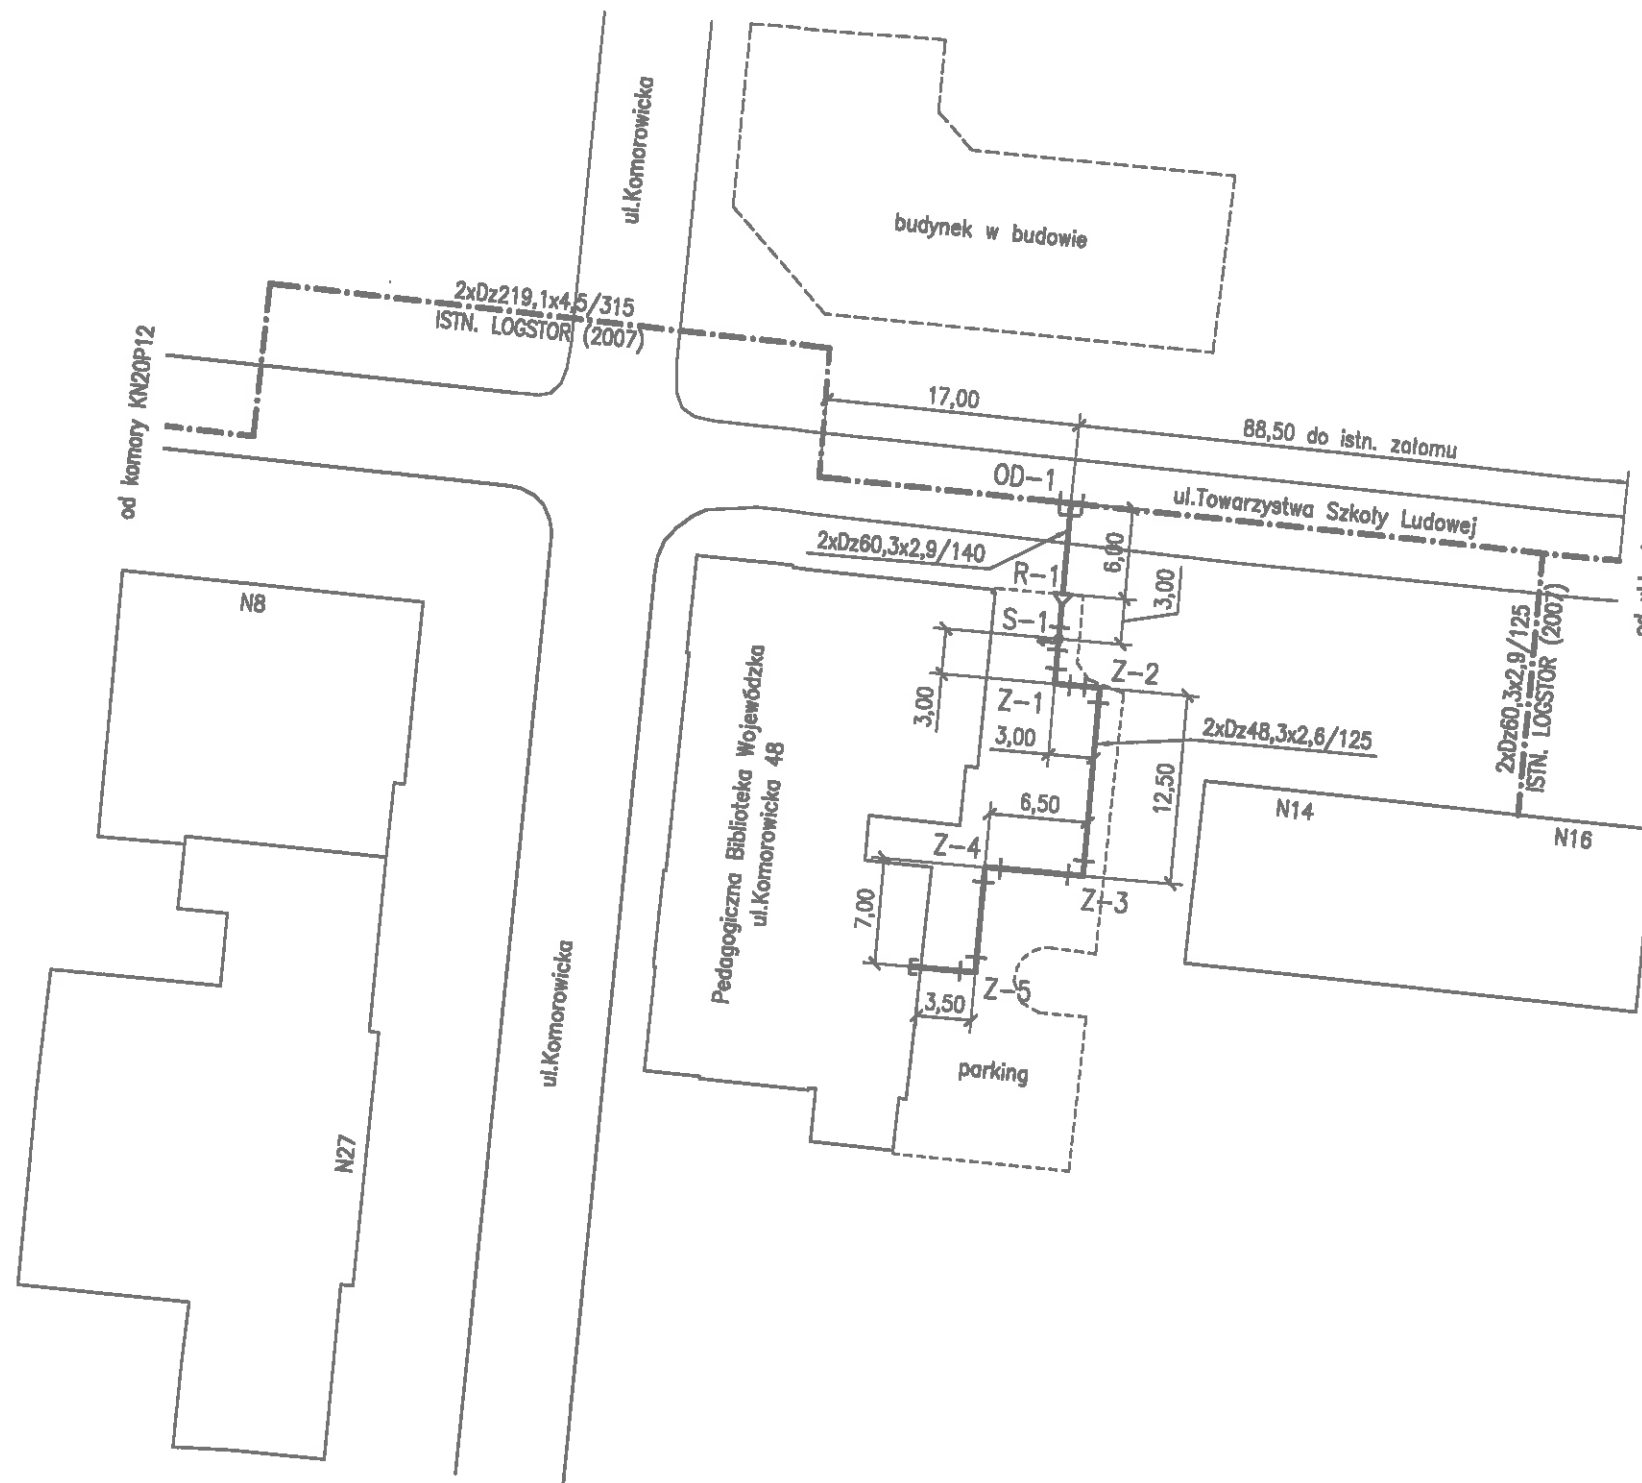 ul.Komorowicka
budynek w budowie
2xDz219,1x4,5/315
ISTN. LOGSTOR (2007)
od komory KN20P12
17,00
88,50 do istn. załomu
OD-1
ul.Towarzystwa Szkoły Ludowej
2xDz60,3x2,9/140
6,00
R-1
3,00
S-1
N8
2xDz60,3x2,9/125
ISTN. LOGSTOR (2007)
Z-2
Z-1
3,00
3,00
2xDz48,3x2,6/125
Pedagogiczna Biblioteka Wojewódzka
ul.Komorowicka 48
12,50
6,50
N14
N16
Z-4
Z-3
7,00
Z-5
3,50
ul.Komorowicka
parking
N27